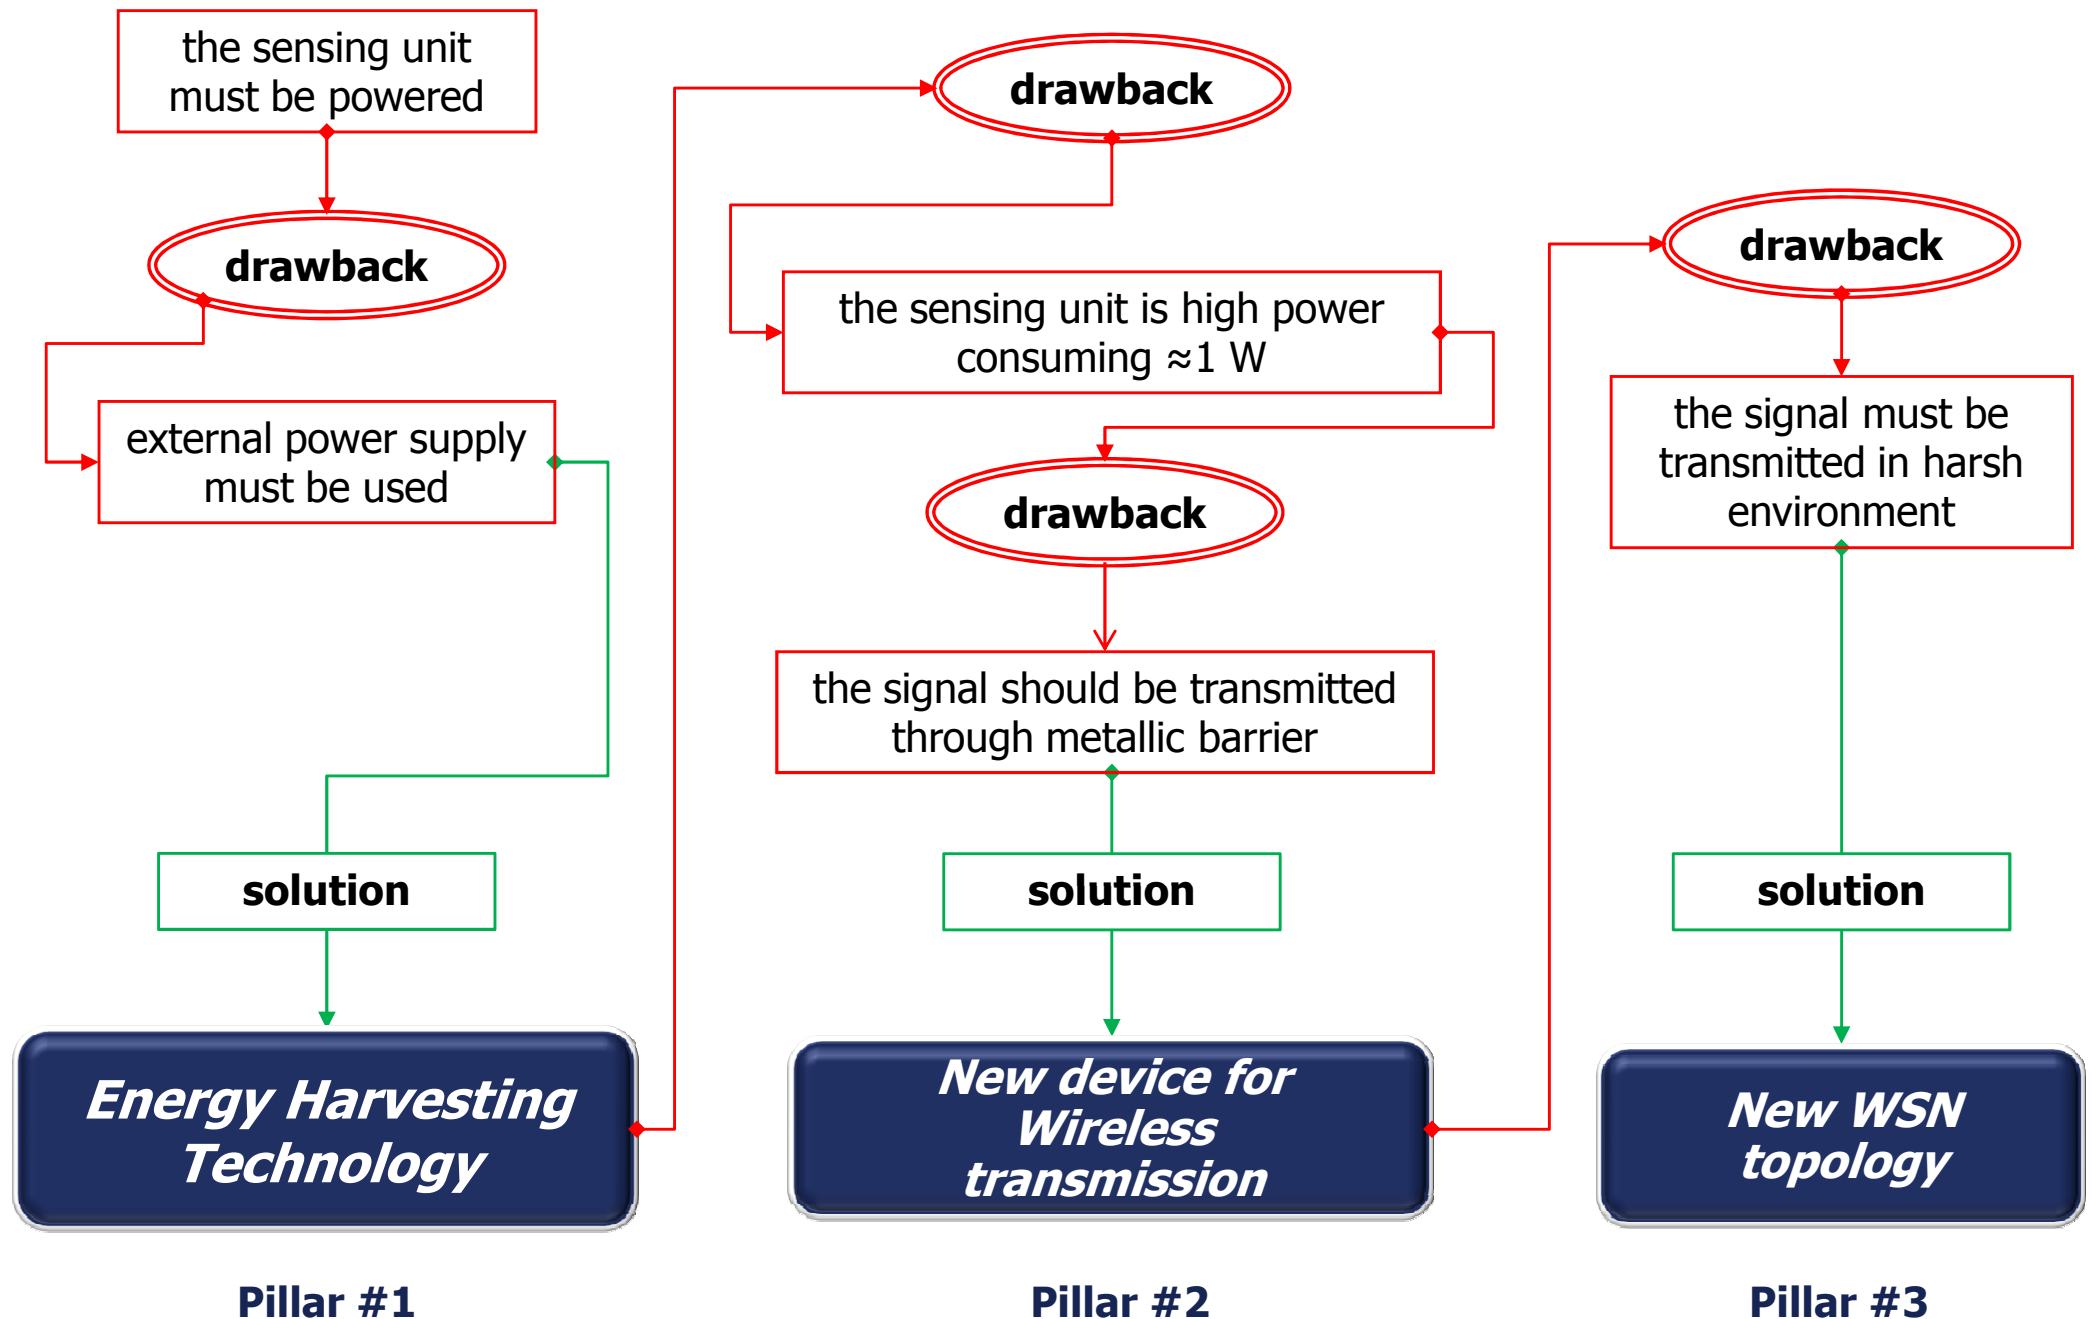 the sensing unit
must be powered
drawback
external power supply
must be used
solution
Energy Harvesting
Technology
Pillar #1
drawback
the sensing unit is high power
consuming ≈1 W
drawback
the signal should be transmitted
through metallic barrier
solution
New device for
Wireless
transmission
Pillar #2
drawback
the signal must be
transmitted in harsh
environment
solution
New WSN
topology
Pillar #3